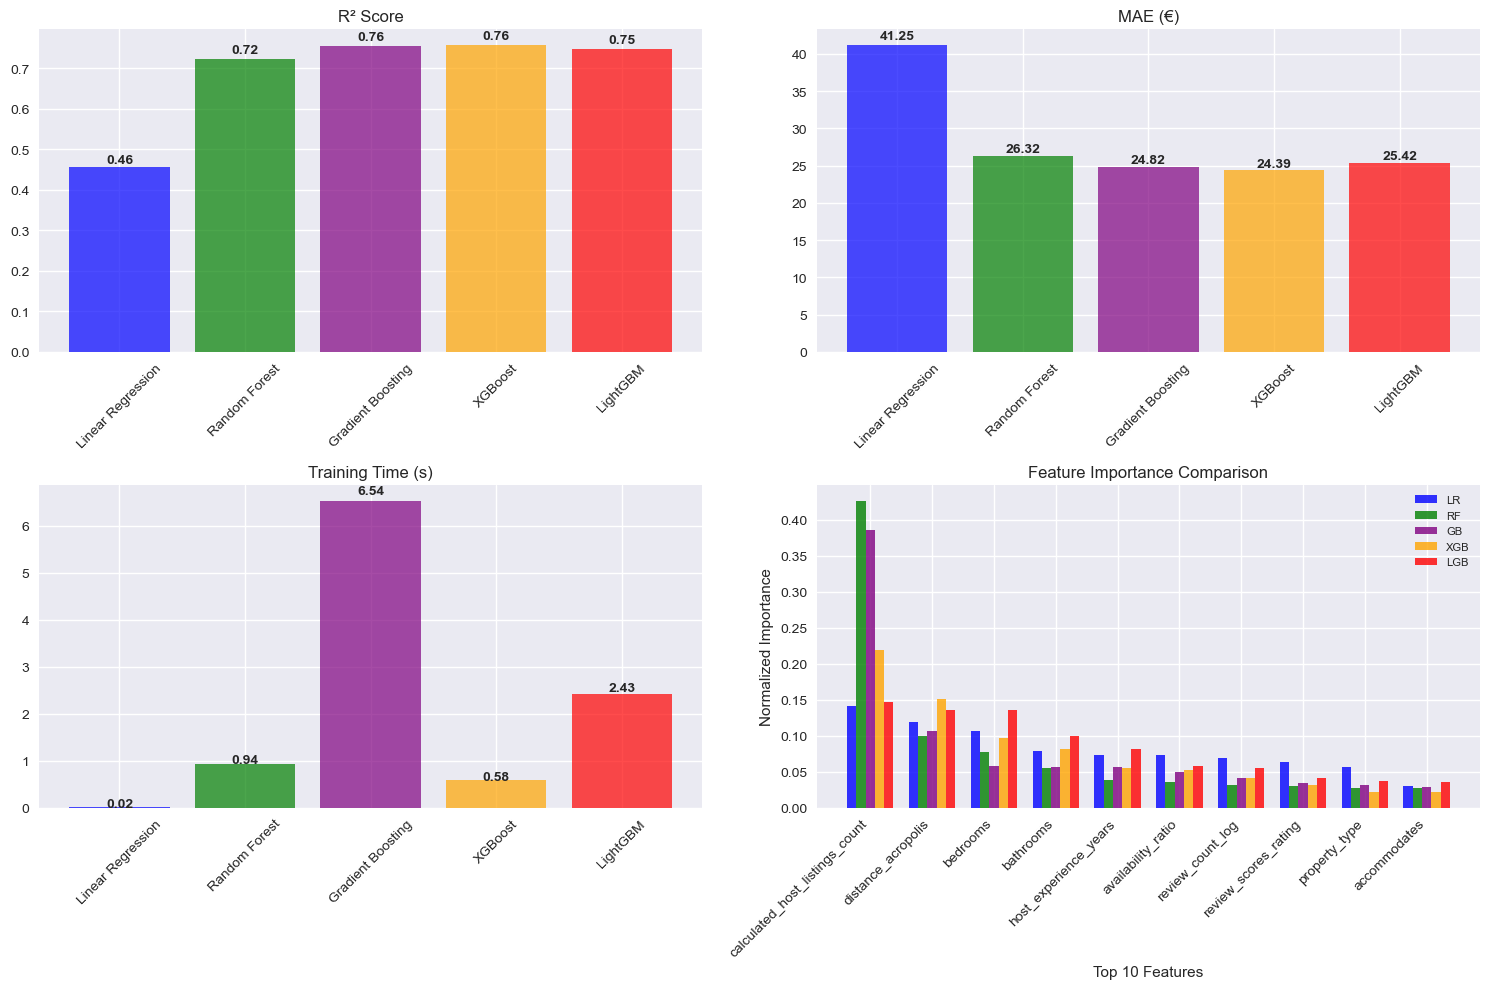 R² Score
0.7
0.6
0.5
0.4
0.3
0.2
0.1
0.0
0.46
0.72
0.76
0.76
0.75
Linear Regression
Random Forest
Gradient Boosting
XGBoost
LightGBM
MAE (€)
40
35
30
25
20
15
10
5
0
41.25
26.32
24.82
24.39
25.42
Linear Regression
Random Forest
Gradient Boosting
XGBoost
LightGBM
Training Time (s)
6
5
4
3
2
1
0
0.02
0.94
6.54
0.58
2.43
Linear Regression
Random Forest
Gradient Boosting
XGBoost
LightGBM
Feature Importance Comparison
Normalized Importance
0.40
0.35
0.30
0.25
0.20
0.15
0.10
0.05
0.00
LR
RF
GB
XGB
LGB
calculated_host_listings_count
distance_acropolis
bedrooms
bathrooms
host_experience_years
availability_ratio
review_count_log
review_scores_rating
property_type
accommodates
Top 10 Features